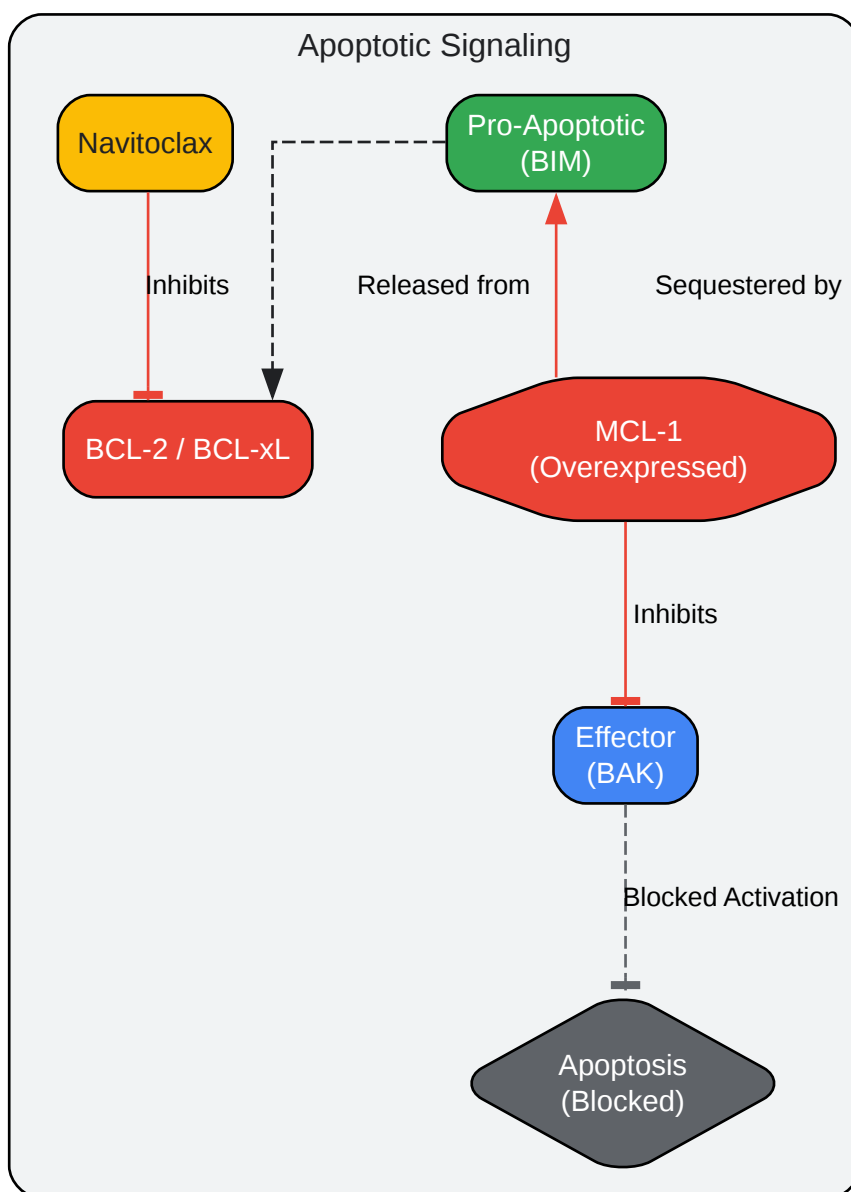 Apoptotic Signaling
Navitoclax
Pro-Apoptotic
(BIM)
Inhibits
Released from
Sequestered by
BCL-2 / BCL-xL
MCL-1
(Overexpressed)
Inhibits
Effector
(BAK)
Blocked Activation
Apoptosis
(Blocked)